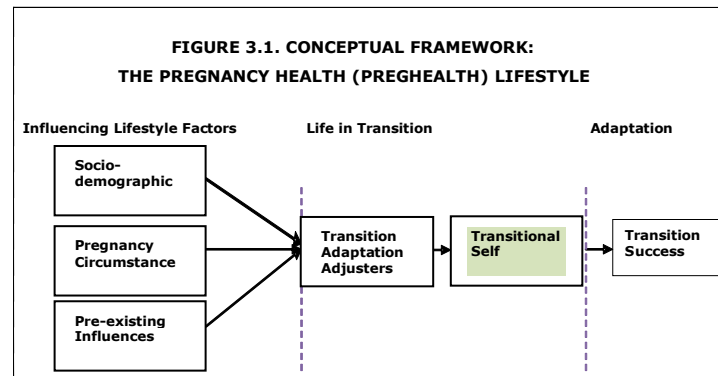 FIGURE 3.1. CONCEPTUAL FRAMEWORK:
THE PREGNANCY HEALTH (PREGHEALTH) LIFESTYLE
Influencing Lifestyle Factors
Life in Transition
Adaptation
Socio-
demographic
Pregnancy
Circumstance
Pre-existing
Influences
Transition
Adaptation
Adjusters
Transitional
Self
Transition
Success